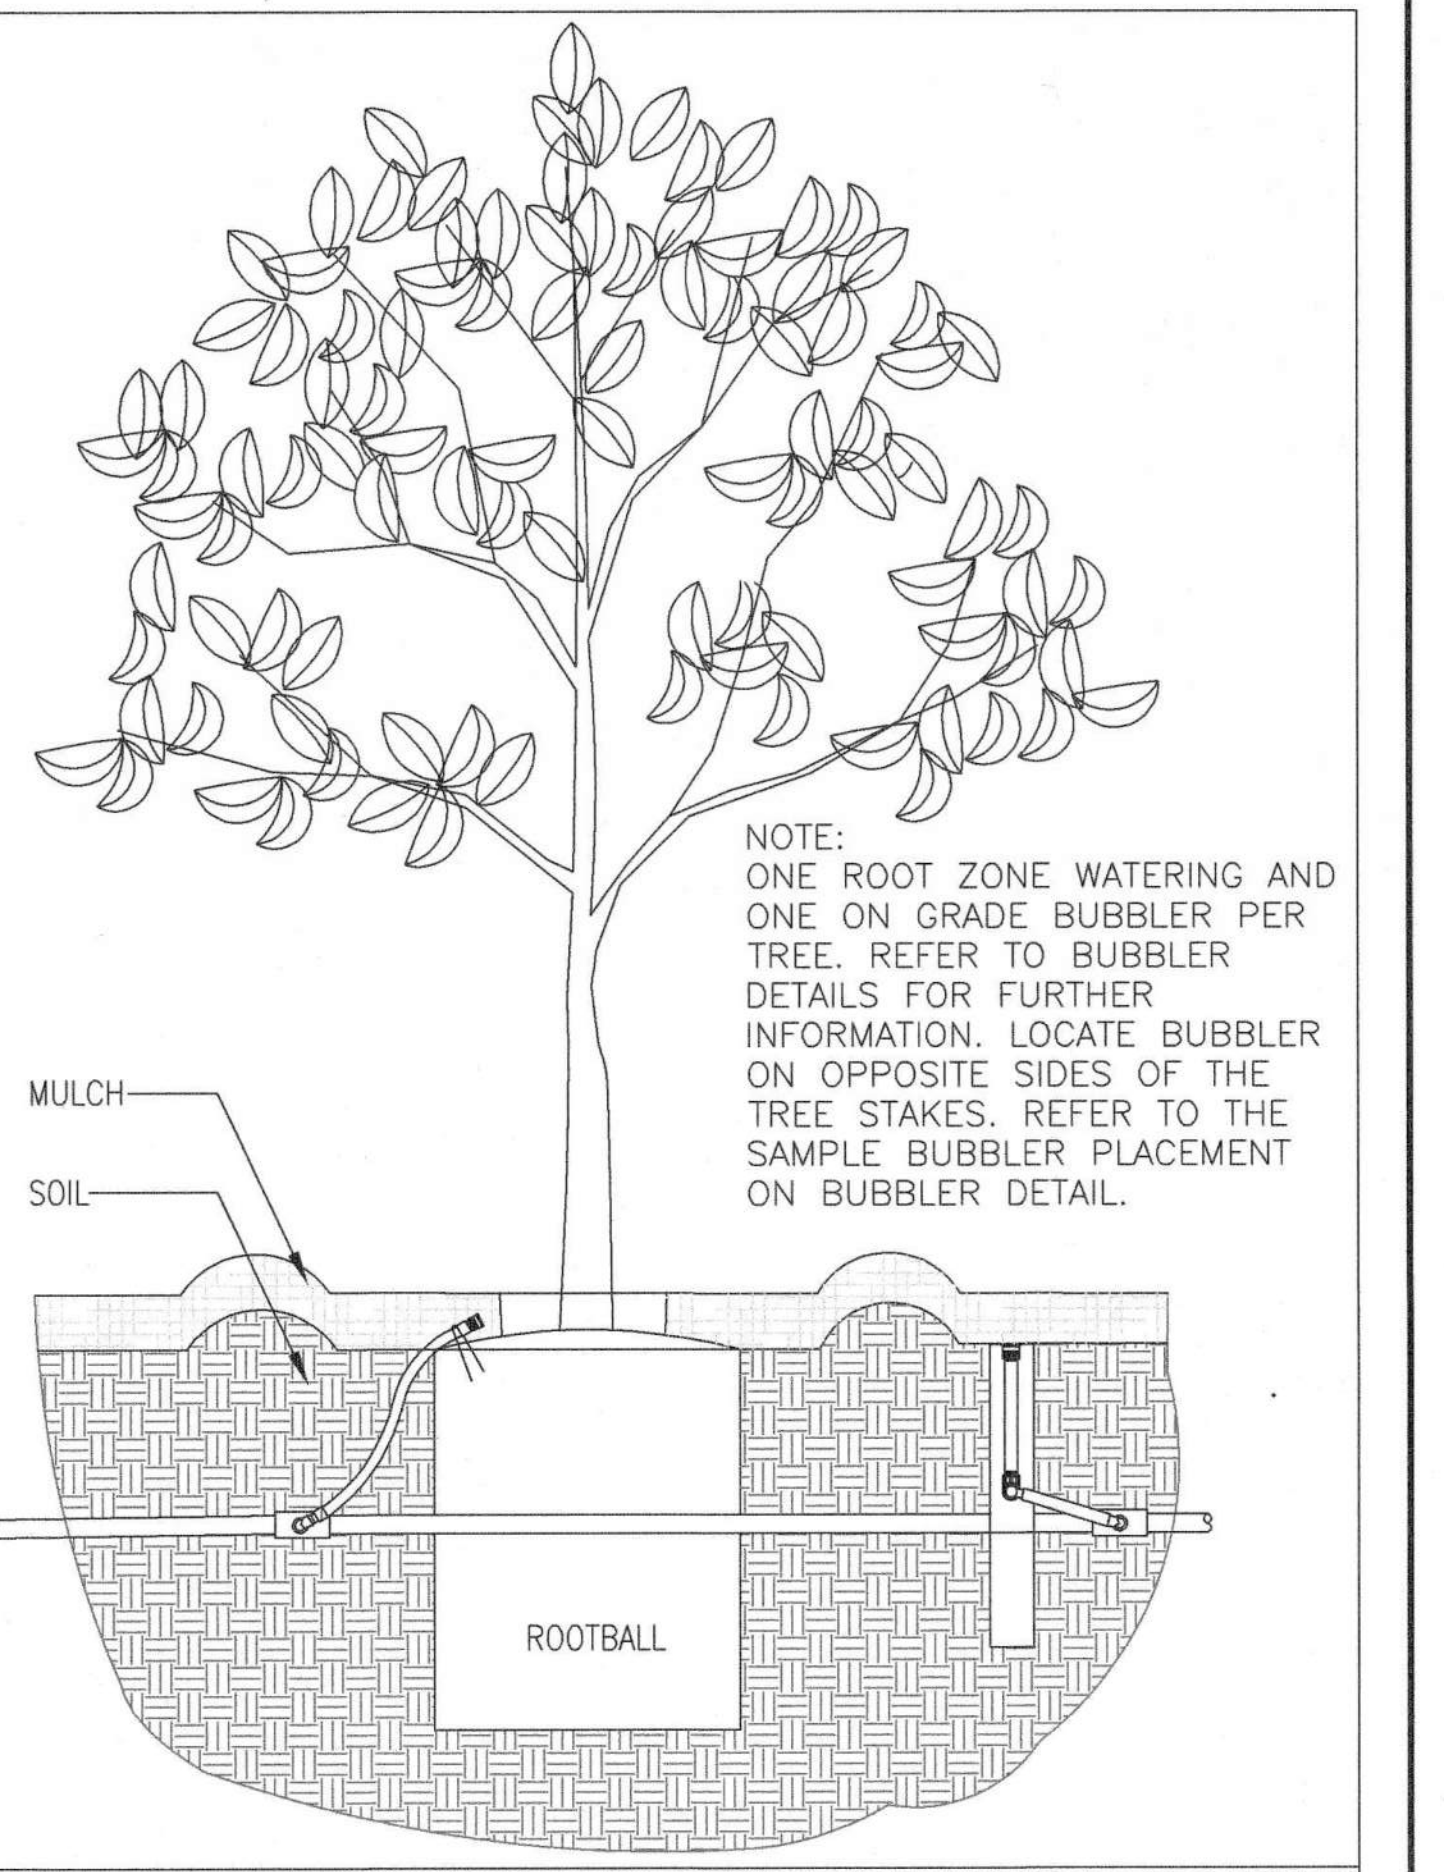 NOTE:
ONE ROOT ZONE WATERING AND
ONE ON GRADE BUBBLER PER
TREE. REFER TO BUBBLER
DETAILS FOR FURTHER
INFORMATION. LOCATE BUBBLER
ON OPPOSITE SIDES OF THE
TREE STAKES. REFER TO THE
SAMPLE BUBBLER PLACEMENT
ON BUBBLER DETAIL.
MULCH
SOIL
ROOTBALL